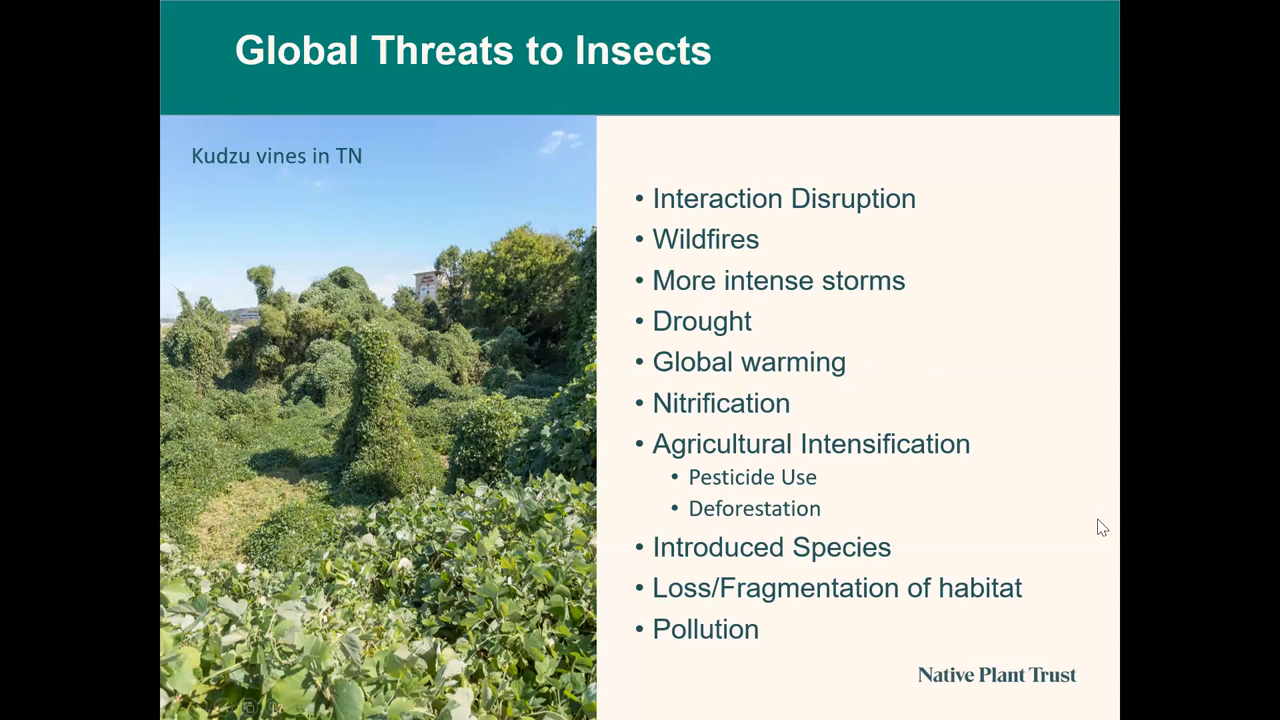 Global Threats to Insects
Kudzu vines in TN
• Interaction Disruption
• Wildfires
• More intense storms
• Drought
• Global warming
• Nitrification
• Agricultural Intensification
• Pesticide Use
• Deforestation
• Introduced Species
• Loss/Fragmentation of habitat
• Pollution
Native Plant Trust